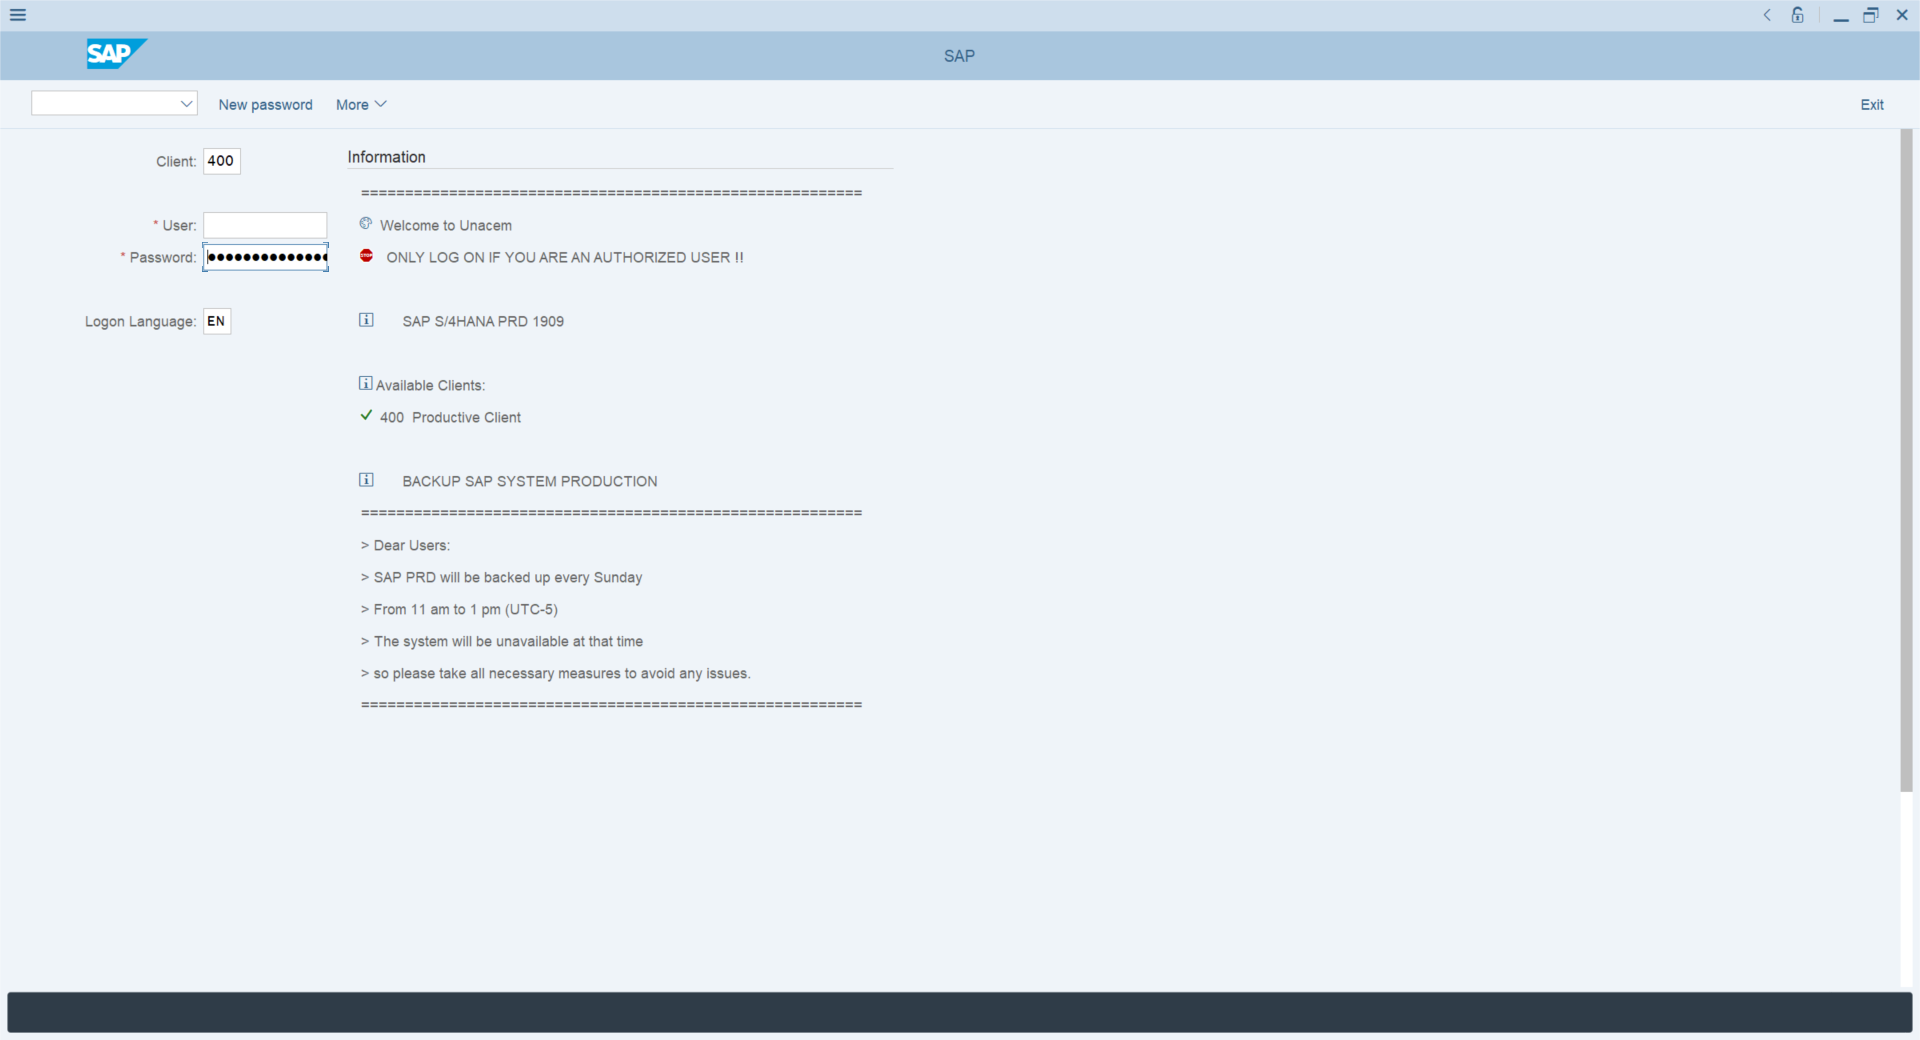 SAP
SAP
New password
More
Exit
Client: 400
Information
=========================================================
* User:
Welcome to Unacem
* Password: ●●●●●●●●●●●●●●
STOP
ONLY LOG ON IF YOU ARE AN AUTHORIZED USER !!
Logon Language: EN
SAP S/4HANA PRD 1909
Available Clients:
400 Productive Client
BACKUP SAP SYSTEM PRODUCTION
=========================================================
> Dear Users:
> SAP PRD will be backed up every Sunday
> From 11 am to 1 pm (UTC-5)
> The system will be unavailable at that time
> so please take all necessary measures to avoid any issues.
=========================================================